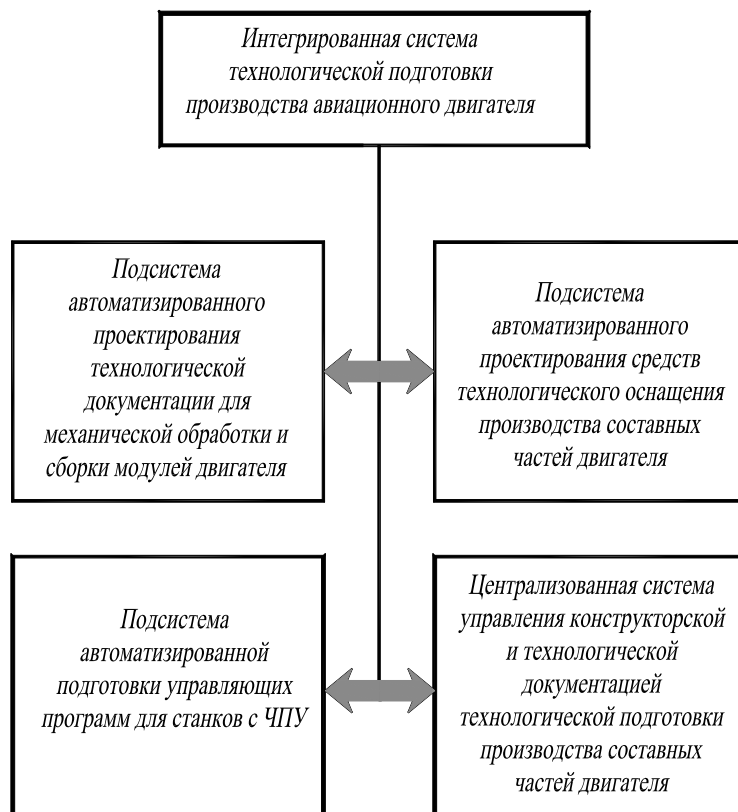 Интегрированная система
технологической подготовки
производства авиационного двигателя
Подсистема
автоматизированного
проектирования
технологической
документации для
механической обработки и
сборки модулей двигателя
Подсистема
автоматизированного
проектирования средств
технологического оснащения
производства составных
частей двигателя
Подсистема
автоматизированной
подготовки управляющих
программ для станков с ЧПУ
Централизованная система
управления конструкторской
и технологической
документацией
технологической подготовки
производства составных
частей двигателя